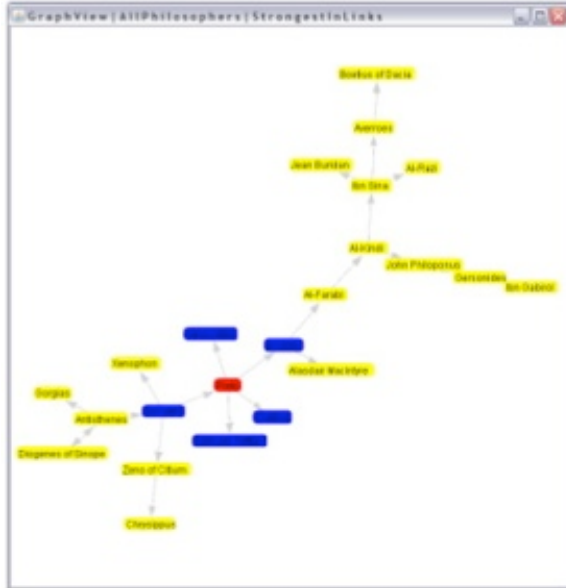 GraphView | AllPhilosophers | StrongestInLinks
Boetius of Dacia
Averroes
Jean Buridan
Al-Razi
Ibn Sina
Al-Kindi
John Philoponus
Gersonides
Ibn Gabirol
Al-Farabi
Xenophon
Alasdair MacIntyre
Gorgias
Antisthenes
Diogenes of Sinope
Zeno of Citium
Chrysippus